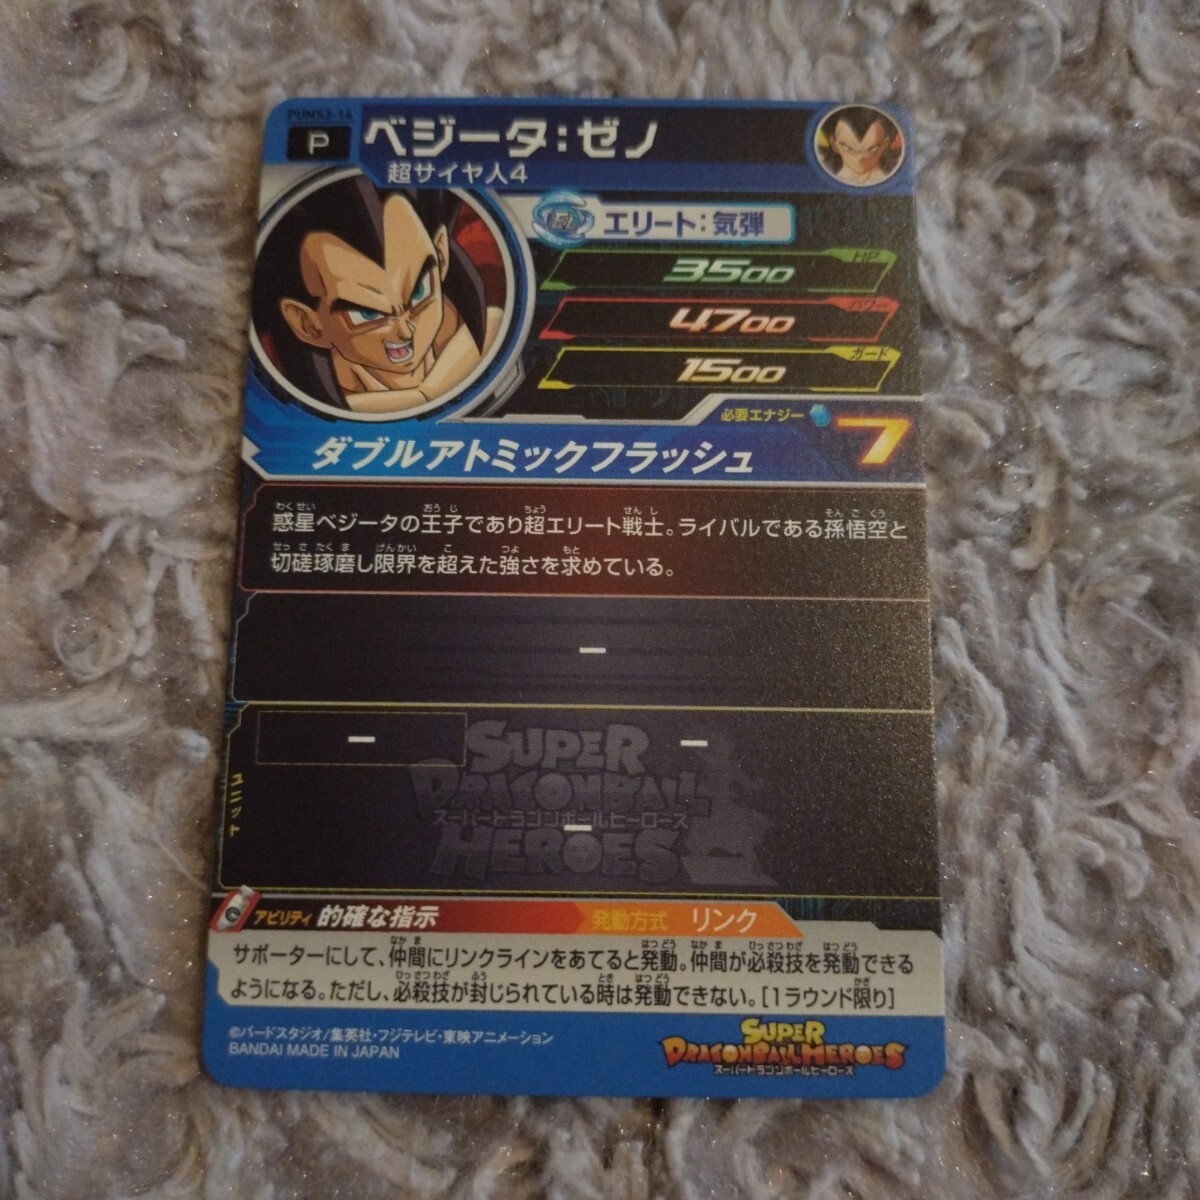 PUMS3-14
P
ベジータ:ゼノ
超サイヤ人4
エリート:気弾
HP
3500
パワー
4700
ガード
1500
必要エナジー 7
ダブルアトミックフラッシュ
惑星ベジータの王子であり超エリート戦士。ライバルである孫悟空と
切磋琢磨し限界を超えた強さを求めている。
ー
ー ー
ユニット
ー
SUPER
DRAGONBALL
スーパードラゴンボールヒーローズ
HEROES
アビリティ 的確な指示 発動方式 リンク
サポーターにして、仲間にリンクラインをあてると発動。仲間が必殺技を発動できる
ようになる。ただし、必殺技が封じられている時は発動できない。[1ラウンド限り]
©バードスタジオ/集英社・フジテレビ・東映アニメーション
BANDAI MADE IN JAPAN
SUPER
DRAGONBALL HEROES
スーパードラゴンボールヒーローズ